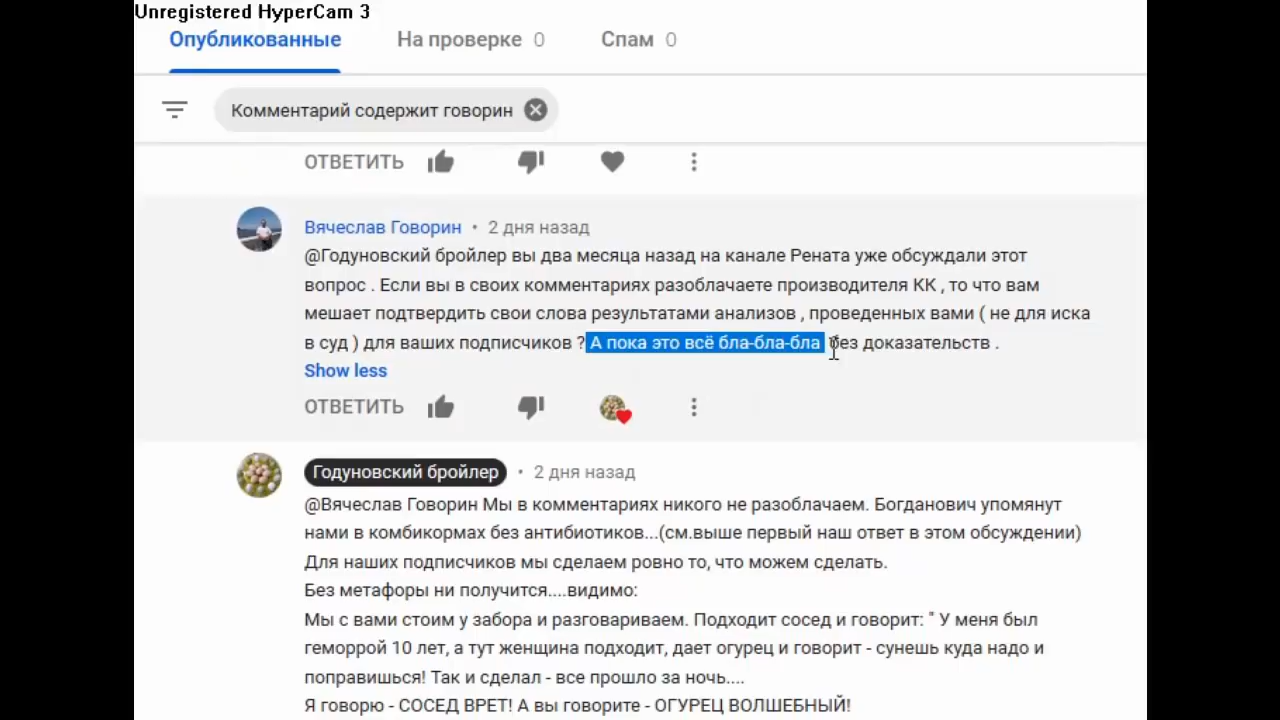 Unregistered HyperCam 3
Опубликованные На проверке 0 Спам 0
Комментарий содержит говорин
ОТВЕТИТЬ
Вячеслав Говорин • 2 дня назад
@Годуновский бройлер вы два месяца назад на канале Рената уже обсуждали этот
вопрос . Если вы в своих комментариях разоблачаете производителя КК , то что вам
мешает подтвердить свои слова результатами анализов , проведенных вами ( не для иска
в суд ) для ваших подписчиков ? А пока это всё бла-бла-бла без доказательств .
Show less
ОТВЕТИТЬ
Годуновский бройлер • 2 дня назад
@Вячеслав Говорин Мы в комментариях никого не разоблачаем. Богданович упомянут
нами в комбикормах без антибиотиков...(см.выше первый наш ответ в этом обсуждении)
Для наших подписчиков мы сделаем ровно то, что можем сделать.
Без метафоры ни получится....видимо:
Мы с вами стоим у забора и разговариваем. Подходит сосед и говорит: " У меня был
геморрой 10 лет, а тут женщина подходит, дает огурец и говорит - сунешь куда надо и
поправишься! Так и сделал - все прошло за ночь....
Я говорю - СОСЕД ВРЕТ! А вы говорите - ОГУРЕЦ ВОЛШЕБНЫЙ!